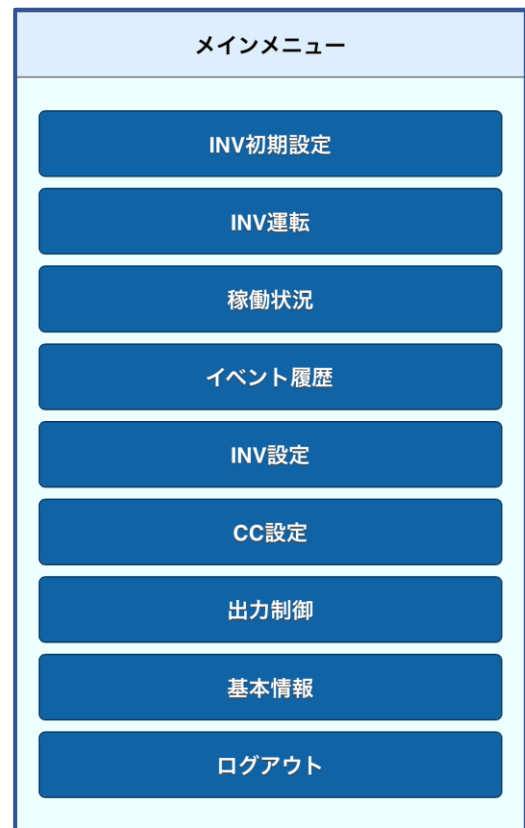 メインメニュー
INV初期設定
INV運転
稼働状況
イベント履歴
INV設定
CC設定
出力制御
基本情報
ログアウト